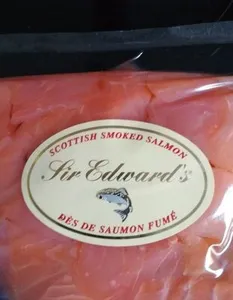 SCOTTISH SMOKED SALMON
Sir Edward's
DÈS DE SAUMON FUMÉ